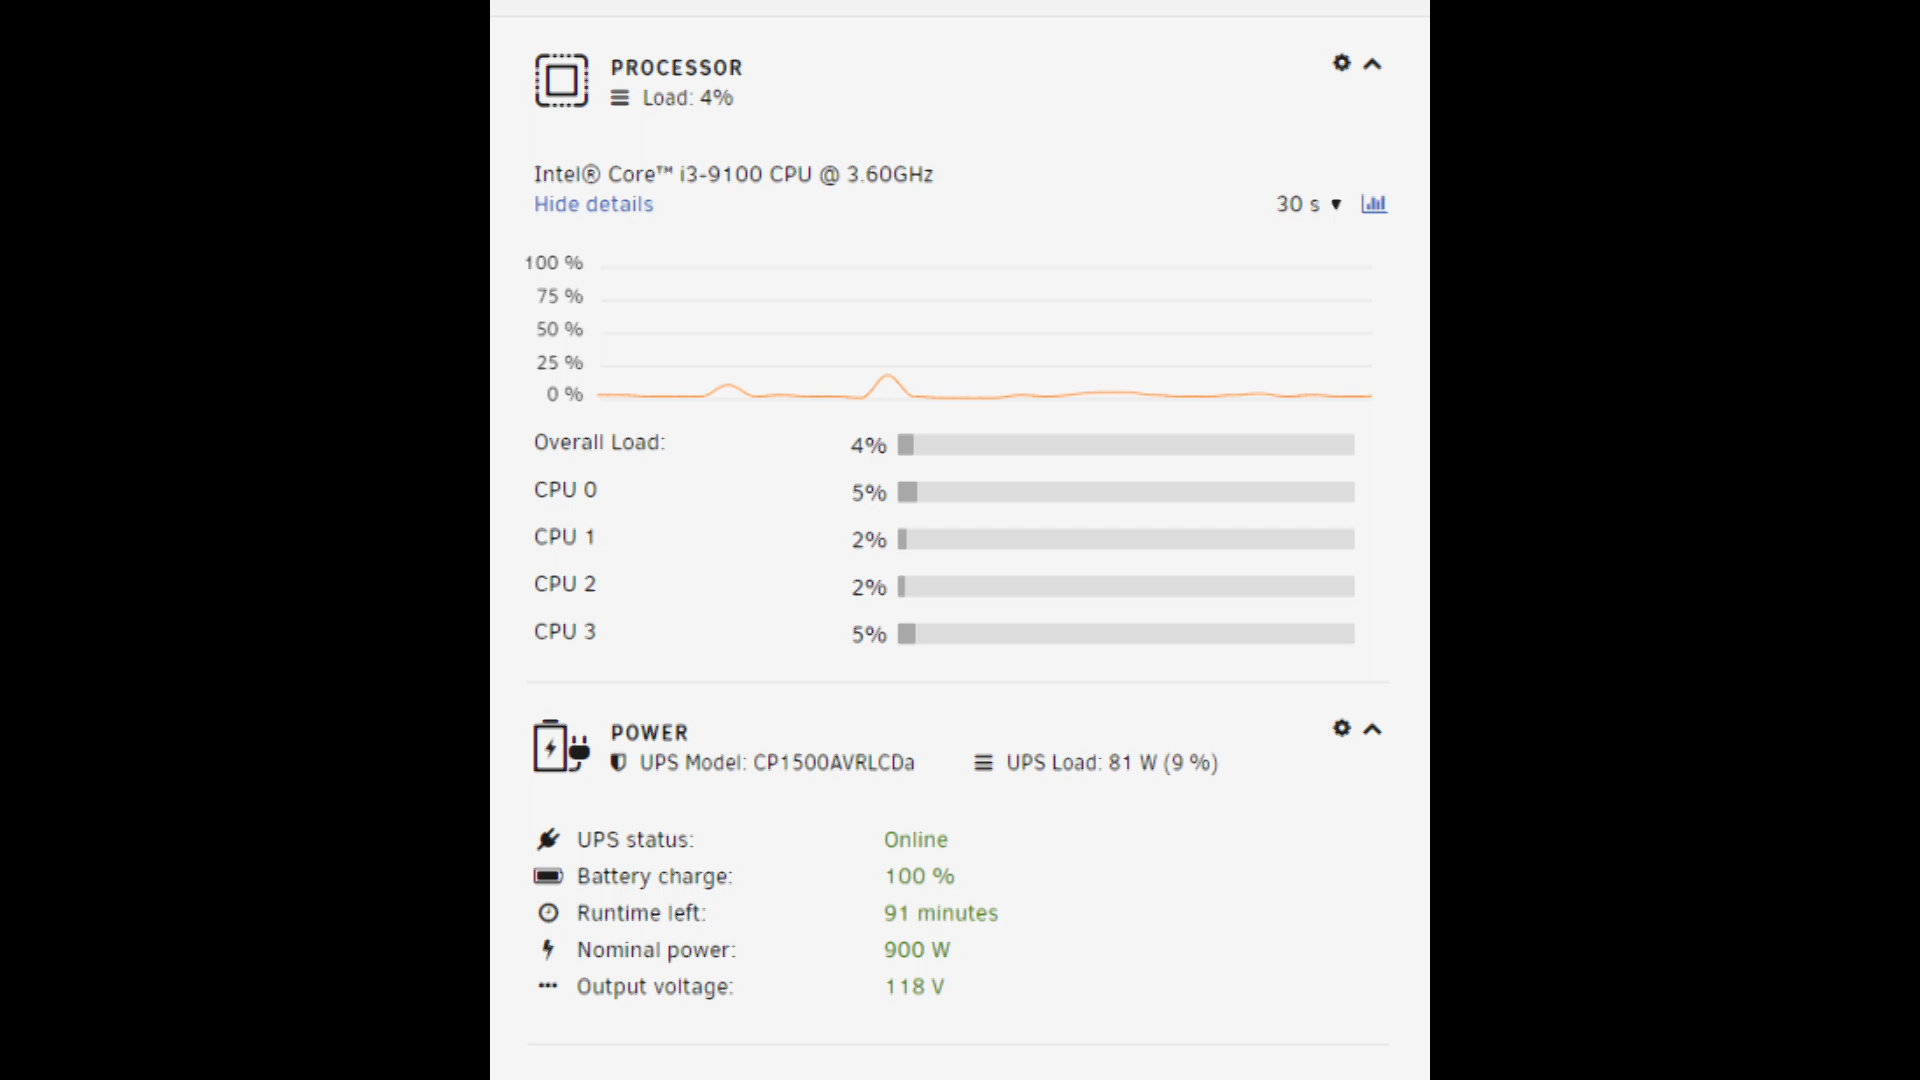 PROCESSOR
Load: 4%
Intel® Core™ i3-9100 CPU @ 3.60GHz
Hide details
30 s ▼
100 %
75 %
50 %
25 %
0 %
Overall Load: 4%
CPU 0 5%
CPU 1 2%
CPU 2 2%
CPU 3 5%
POWER
UPS Model: CP1500AVRLCDa UPS Load: 81 W (9 %)
UPS status: Online
Battery charge: 100 %
Runtime left: 91 minutes
Nominal power: 900 W
Output voltage: 118 V